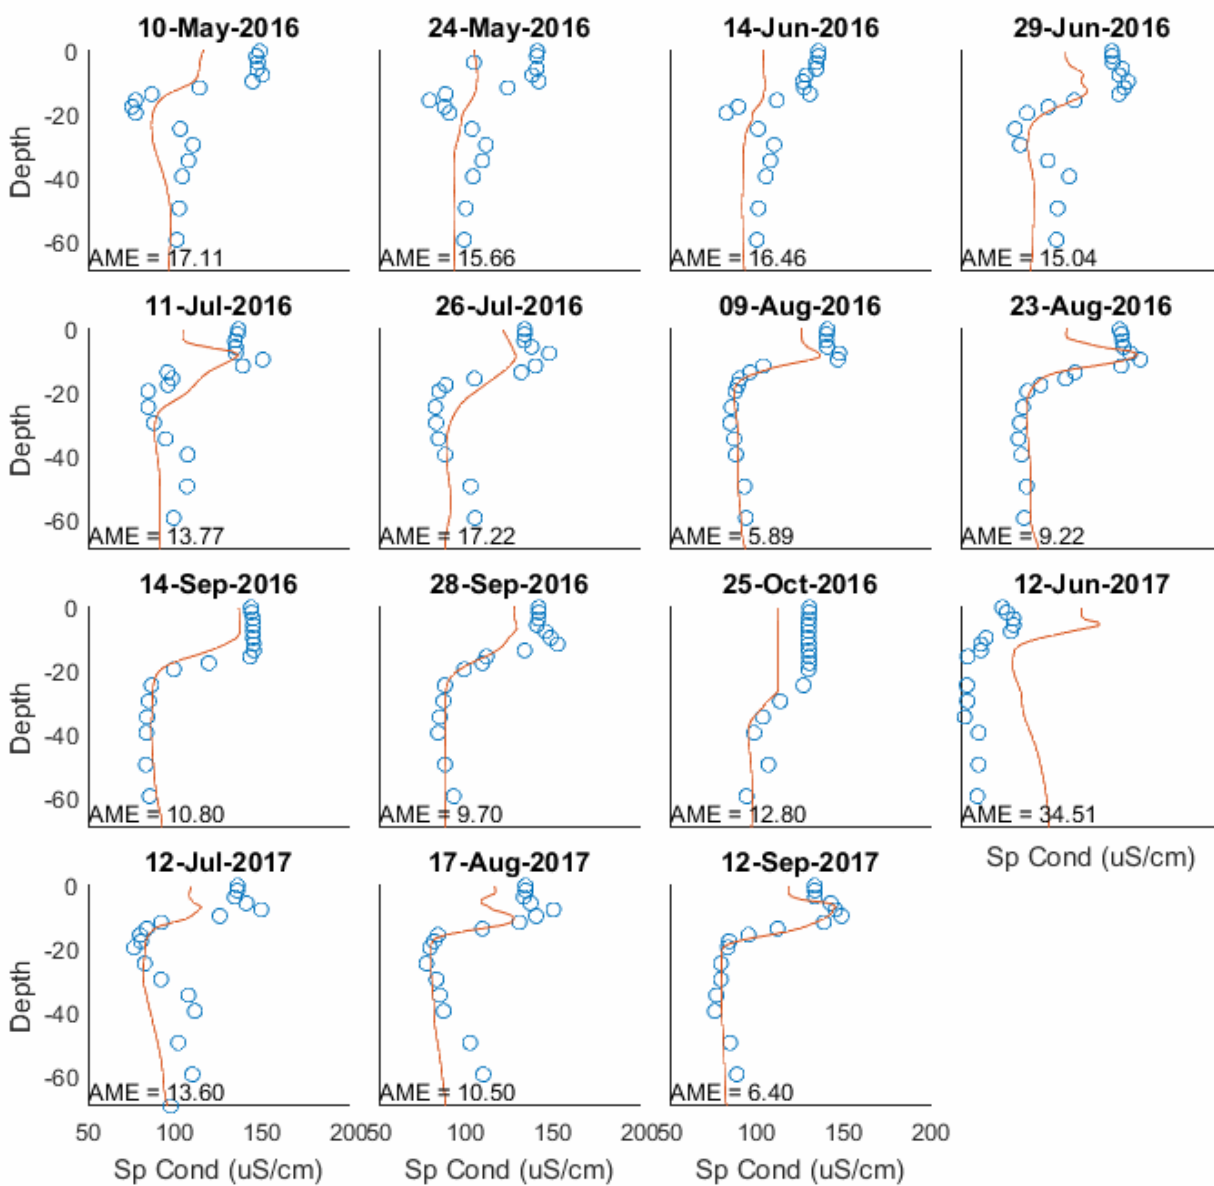 10-May-2016 24-May-2016 14-Jun-2016 29-Jun-2016
0
-20
-40
-60
Depth
AME = 17.11 AME = 15.66 AME = 16.46 AME = 15.04
11-Jul-2016 26-Jul-2016 09-Aug-2016 23-Aug-2016
0
-20
-40
-60
Depth
AME = 13.77 AME = 17.22 AME = 5.89 AME = 9.22
14-Sep-2016 28-Sep-2016 25-Oct-2016 12-Jun-2017
0
-20
-40
-60
Depth
AME = 10.80 AME = 9.70 AME = 12.80 AME = 34.51
Sp Cond (uS/cm)
12-Jul-2017 17-Aug-2017 12-Sep-2017
0
-20
-40
-60
Depth
AME = 13.60 AME = 10.50 AME = 6.40
50 100 150 200 50 100 150 200 50 100 150 200
Sp Cond (uS/cm) Sp Cond (uS/cm) Sp Cond (uS/cm)